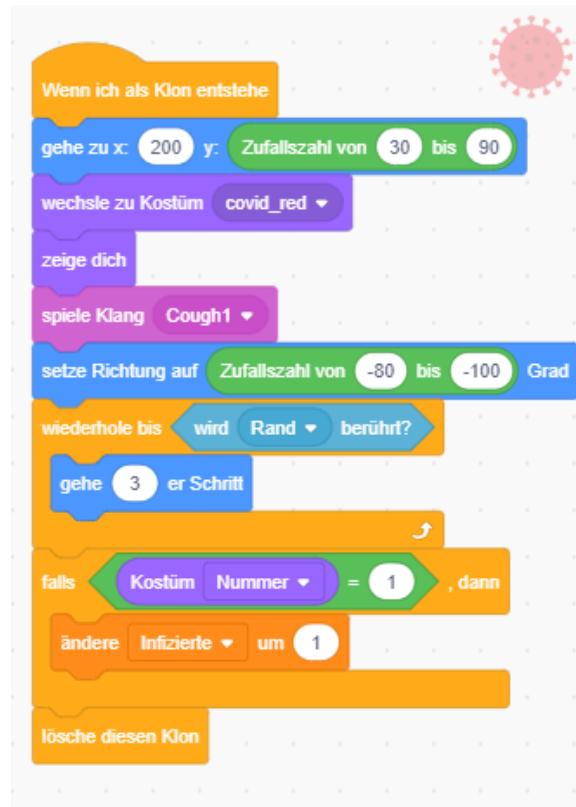 Wenn ich als Klon entstehe
gehe zu x: 200 y: Zufallszahl von 30 bis 90
wechsle zu Kostüm covid_red
zeige dich
spiele Klang Cough1
setze Richtung auf Zufallszahl von -80 bis -100 Grad
wiederhole bis wird Rand berührt?
gehe 3 er Schritt
falls Kostüm Nummer = 1 , dann
ändere Infizierte um 1
lösche diesen Klon